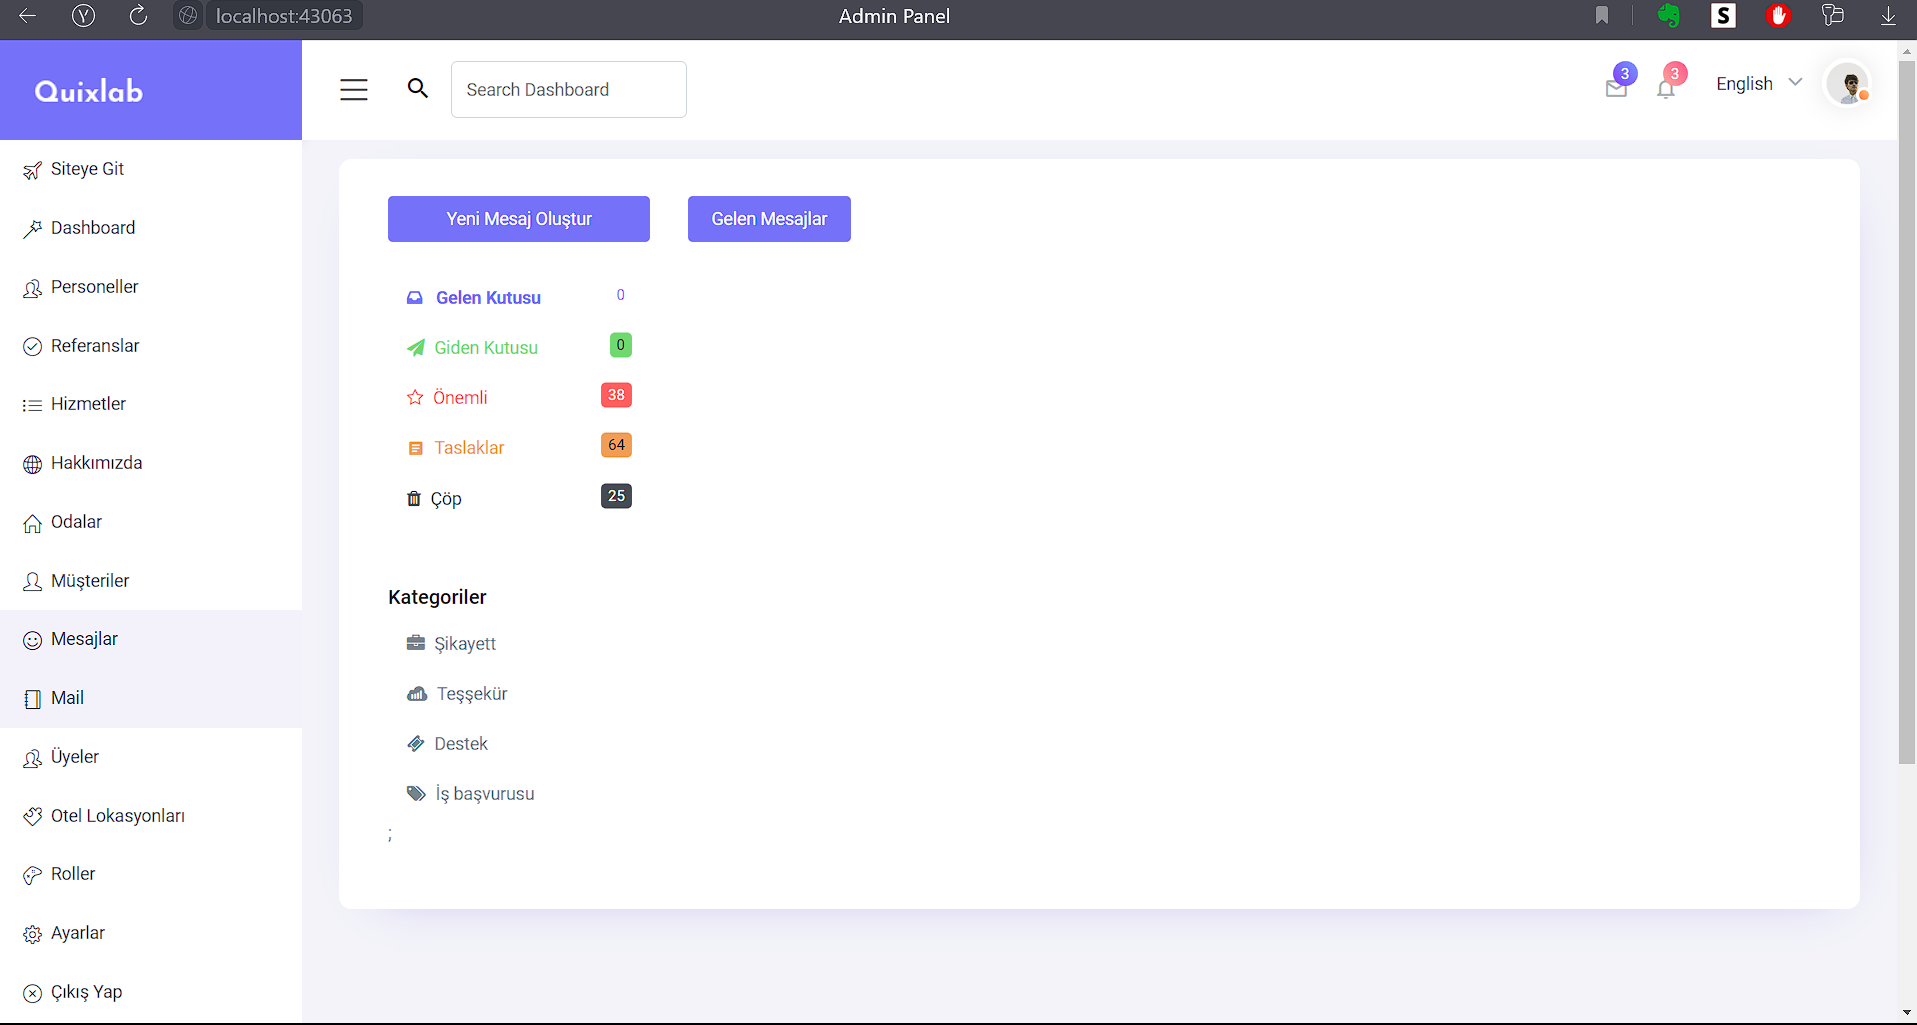 localhost:43063
Admin Panel
S
Quixlab
Search Dashboard
3
3
English
Siteye Git
Dashboard
Personeller
Referanslar
Hizmetler
Hakkımızda
Odalar
Müşteriler
Mesajlar
Mail
Üyeler
Otel Lokasyonları
Roller
Ayarlar
Çıkış Yap
Yeni Mesaj Oluştur
Gelen Mesajlar
Gelen Kutusu 0
Giden Kutusu 0
Önemli 38
Taslaklar 64
Çöp 25
Kategoriler
Şikayett
Teşşekür
Destek
İş başvurusu
;